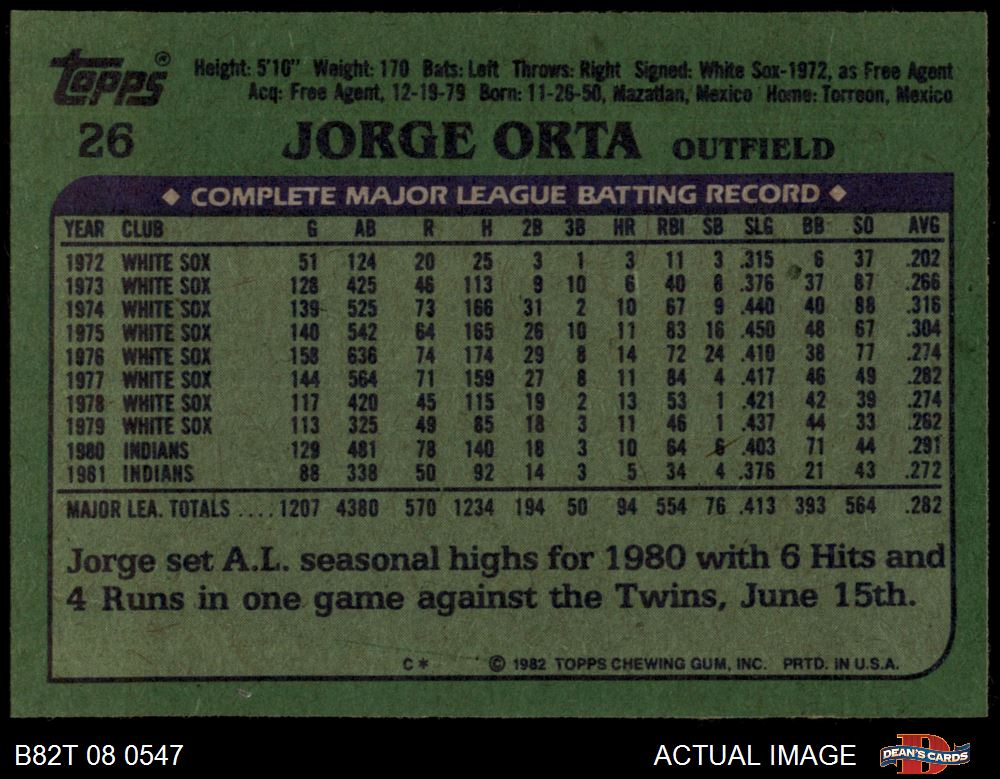 Topps®
Height: 5'10" Weight: 170 Bats: Left Throws: Right Signed: White Sox-1972, as Free Agent
Acq: Free Agent, 12-19-79 Born: 11-26-50, Mazatlan, Mexico Home: Torreon, Mexico
26 JORGE ORTA OUTFIELD
◆ COMPLETE MAJOR LEAGUE BATTING RECORD ◆
YEAR CLUB G AB R H 2B 3B HR RBI SB SLG BB SO AVG
1972 WHITE SOX 51 124 20 25 3 1 3 11 3 .315 6 37 .202
1973 WHITE SOX 128 425 46 113 9 10 6 40 8 .376 37 87 .266
1974 WHITE SOX 139 525 73 166 31 2 10 67 9 .440 40 88 .316
1975 WHITE SOX 140 542 64 165 26 10 11 83 16 .450 48 67 .304
1976 WHITE SOX 158 636 74 174 29 8 14 72 24 .410 38 77 .274
1977 WHITE SOX 144 564 71 159 27 8 11 84 4 .417 46 49 .282
1978 WHITE SOX 117 420 45 115 19 2 13 53 1 .421 42 39 .274
1979 WHITE SOX 113 325 49 85 18 3 11 46 1 .437 44 33 .262
1980 INDIANS 129 481 78 140 18 3 10 64 6 .403 71 44 .291
1981 INDIANS 88 338 50 92 14 3 5 34 4 .376 21 43 .272
MAJOR LEA. TOTALS .... 1207 4380 570 1234 194 50 94 554 76 .413 393 564 .282
Jorge set A.L. seasonal highs for 1980 with 6 Hits and
4 Runs in one game against the Twins, June 15th.
C* © 1982 TOPPS CHEWING GUM, INC. PRTD. IN U.S.A.
B82T 08 0547 ACTUAL IMAGE DEAN'S CARDS